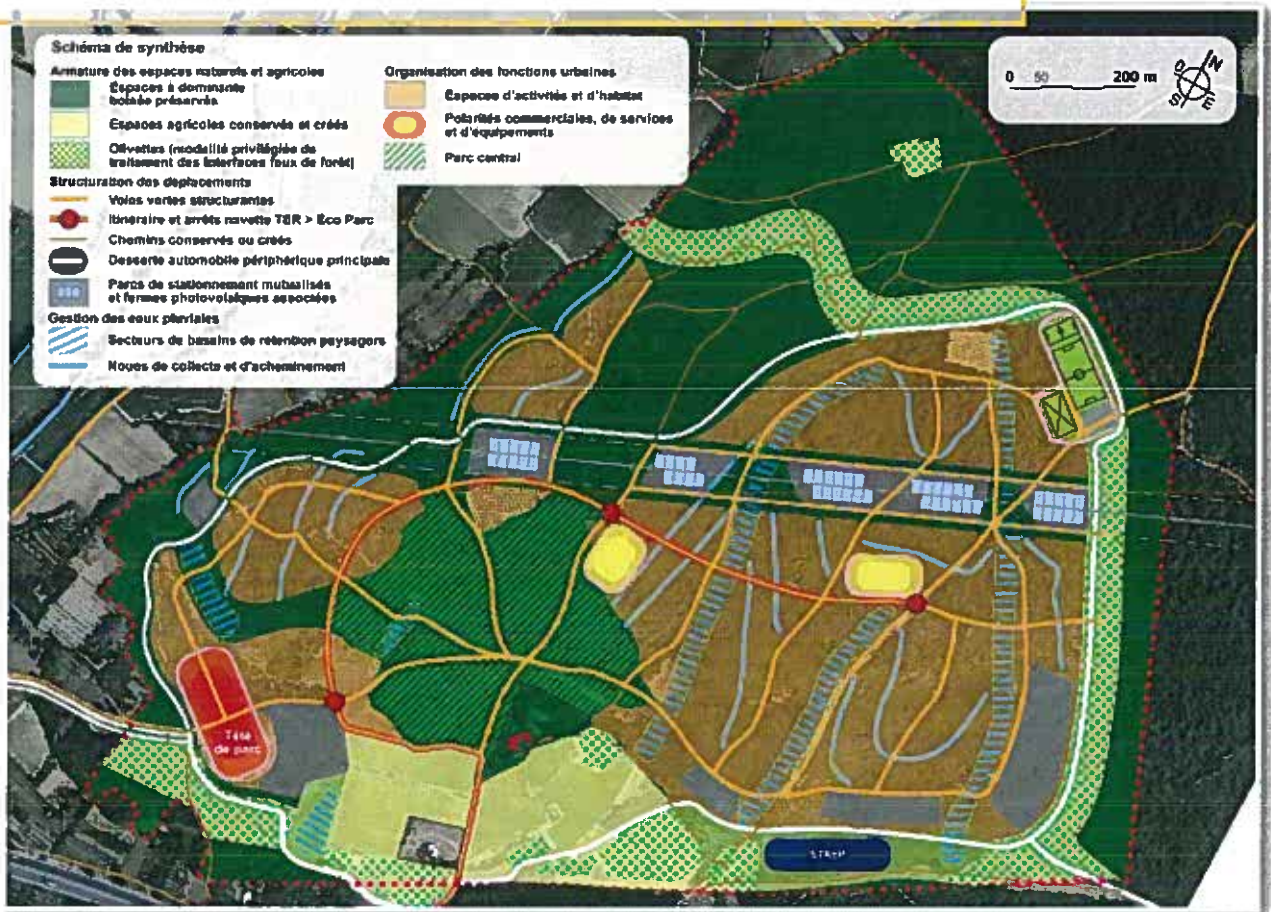 Schéma de synthèse
Armature des espaces naturels et agricoles
Espaces à dominante
boisée préservés
Espaces agricoles conservés et créés
Olivettes (modalité privilégiée de
traitement des interfaces feux de forêt)
Structuration des déplacements
Voies vertes structurantes
Itinéraire et arrêts navette TER > Eco Parc
Chemins conservés ou créés
Desserte automobile périphérique principale
Parcs de stationnement mutualisés
et fermes photovoltaïques associées
Gestion des eaux pluviales
Secteurs de bassins de rétention paysagers
Noues de collecte et d'acheminement
Organisation des fonctions urbaines
Espaces d'activités et d'habitat
Polarités commerciales, de services
et d'équipements
Parc central
0 50 200 m
O N
S E
Tête
de parc
STEP